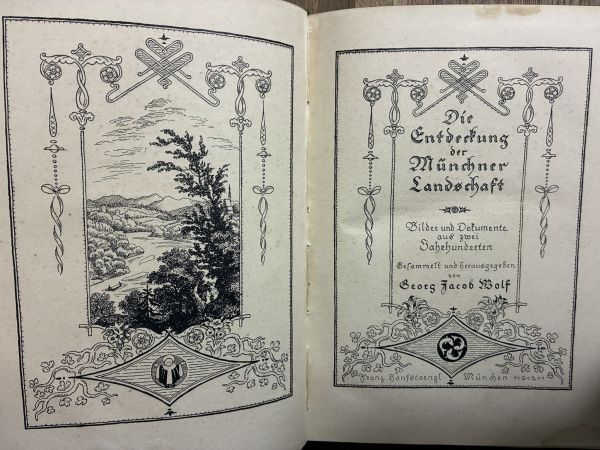 Die
Entdeckung
der
Münchner
Landschaft
Bilder und Dokumente
aus zwei
Jahrhunderten
Gesammelt und herausgegeben
von
Georg Jacob Wolf
Franz Hanfstaengl München